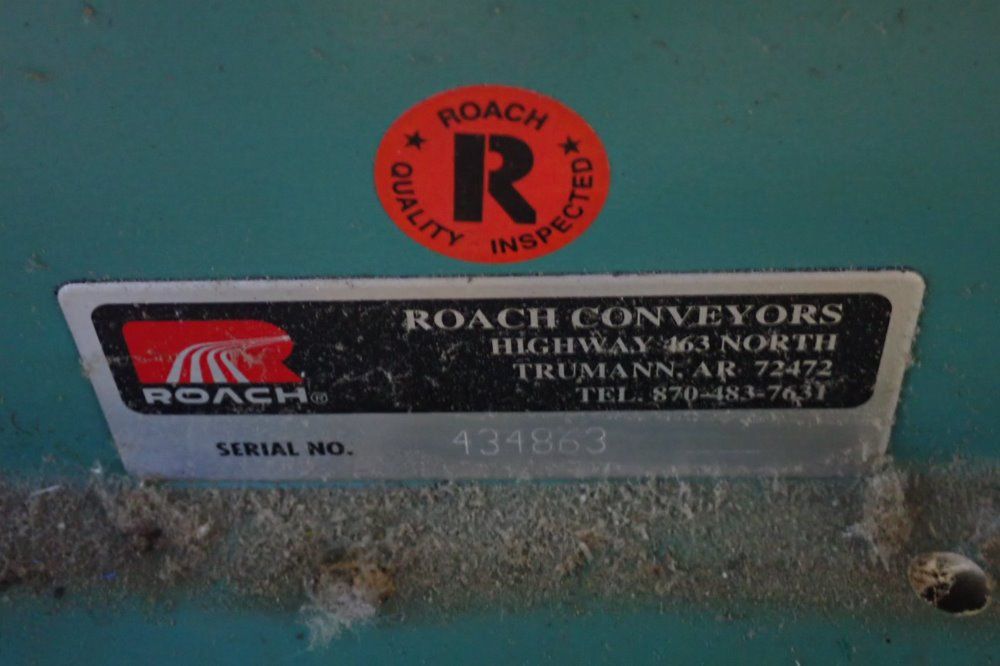 ROACH
R
QUALITY INSPECTED
ROACH CONVEYORS
HIGHWAY 463 NORTH
TRUMANN, AR 72472
TEL. 870-483-7631
ROACH®
SERIAL NO. 434863